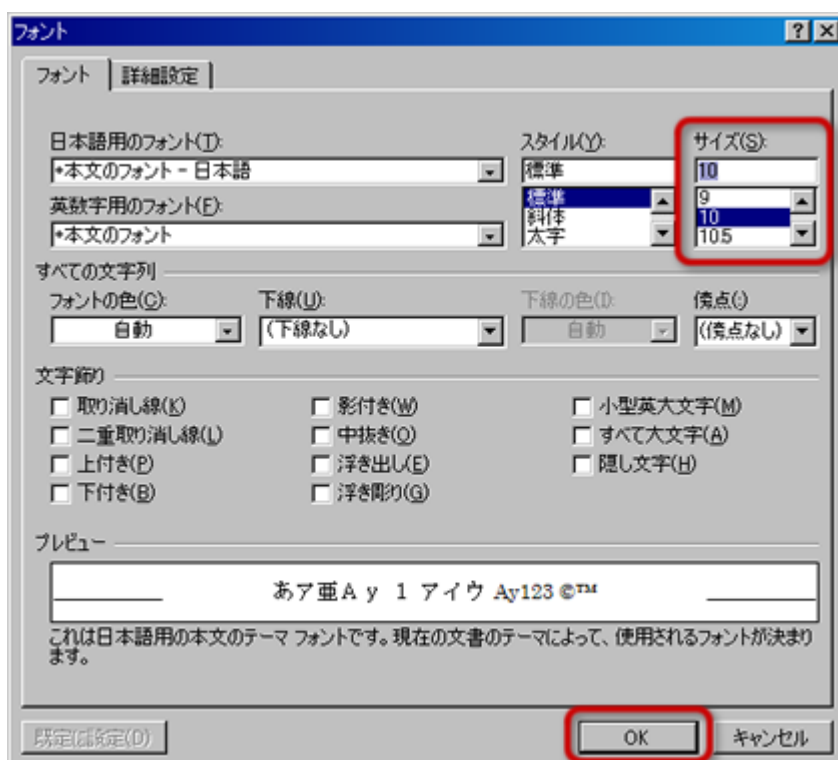 フォント
フォント 詳細設定
日本語用のフォント(T): スタイル(Y): サイズ(S):
+本文のフォント - 日本語 標準 10
標準 9
英数字用のフォント(F): 斜体 10
+本文のフォント 太字 10.5
すべての文字列
フォントの色(C): 下線(U): 下線の色(I): 傍点(:)
自動 (下線なし) 自動 (傍点なし)
文字飾り
取り消し線(K) 影付き(W) 小型英大文字(M)
二重取り消し線(L) 中抜き(O) すべて大文字(A)
上付き(P) 浮き出し(E) 隠し文字(H)
下付き(B) 浮き彫り(G)
プレビュー
あア亜Ay 1 アイウ Ay123 ©™
これは日本語用の本文のテーマ フォントです。現在の文書のテーマによって、使用されるフォントが決まり
ます。
既定に設定(D) OK キャンセル